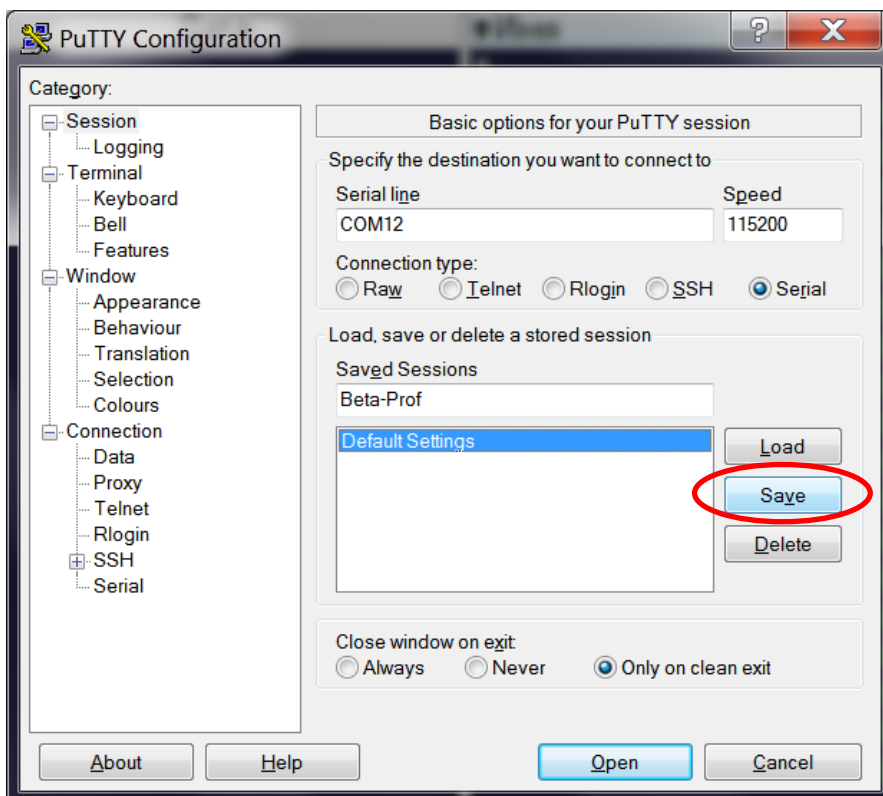 PuTTY Configuration
Category:
Session
Logging
Terminal
Keyboard
Bell
Features
Window
Appearance
Behaviour
Translation
Selection
Colours
Connection
Data
Proxy
Telnet
Rlogin
SSH
Serial
Basic options for your PuTTY session
Specify the destination you want to connect to
Serial line Speed
COM12 115200
Connection type:
Raw Telnet Rlogin SSH Serial
Load, save or delete a stored session
Saved Sessions
Beta-Prof
Default Settings
Load
Save
Delete
Close window on exit:
Always Never Only on clean exit
About Help Open Cancel